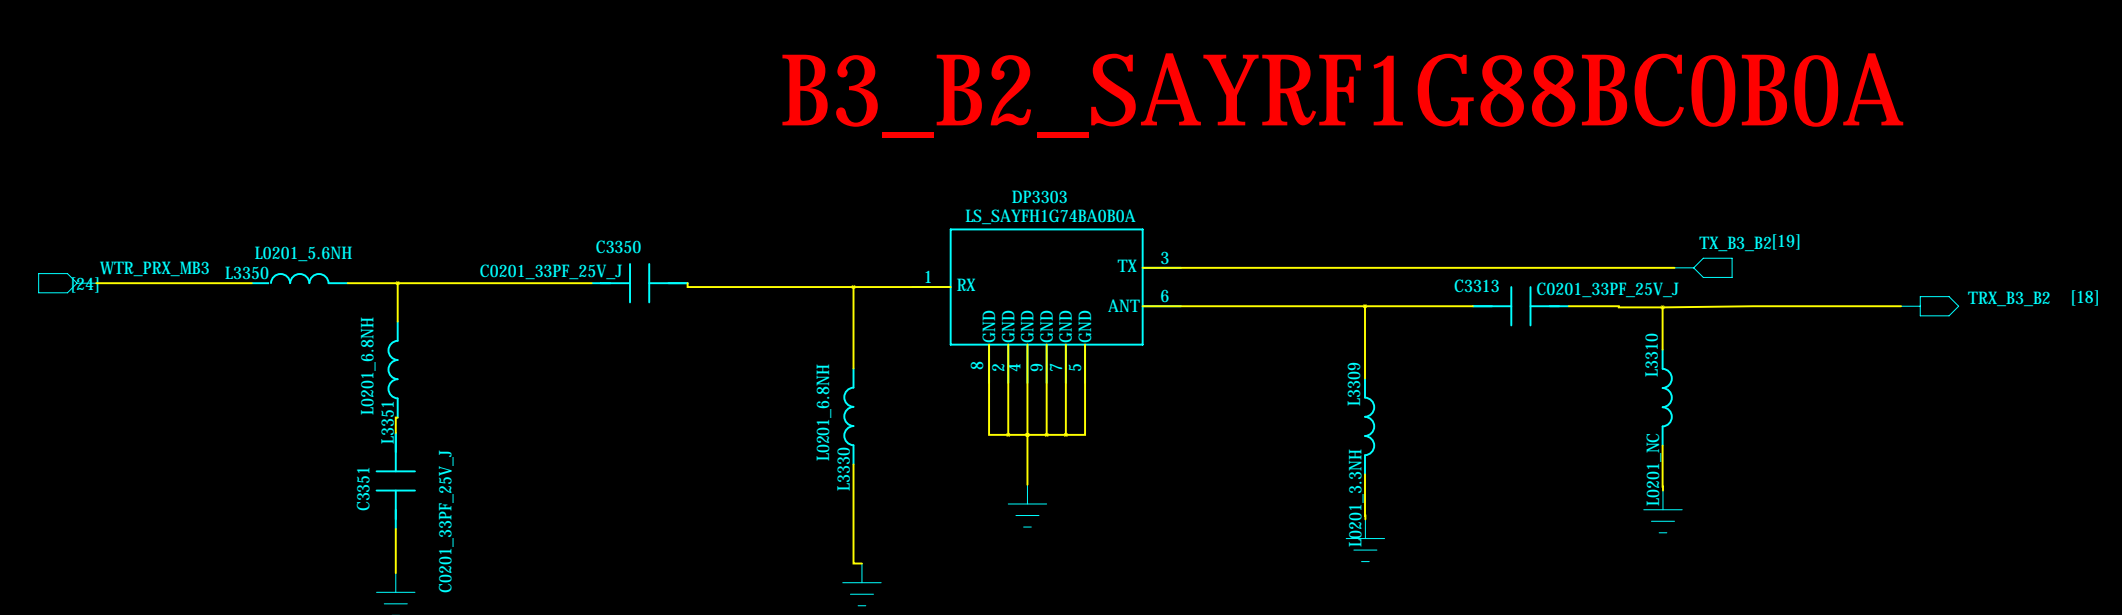 B3_B2_SAYRF1G88BC0B0A
DP3303
LS_SAYFH1G74BA0B0A
WTR_PRX_MB3
[24]
L3350
L0201_5.6NH
C3350
C0201_33PF_25V_J
1
RX
TX
ANT
3
6
TX_B3_B2[19]
C3313
C0201_33PF_25V_J
TRX_B3_B2 [18]
GND
GND
GND
GND
GND
GND
8
2
4
9
7
5
L0201_6.8NH
L3351
C3351
C0201_33PF_25V_J
L0201_6.8NH
L3330
L3309
L0201_3.3NH
L3310
L0201_NC